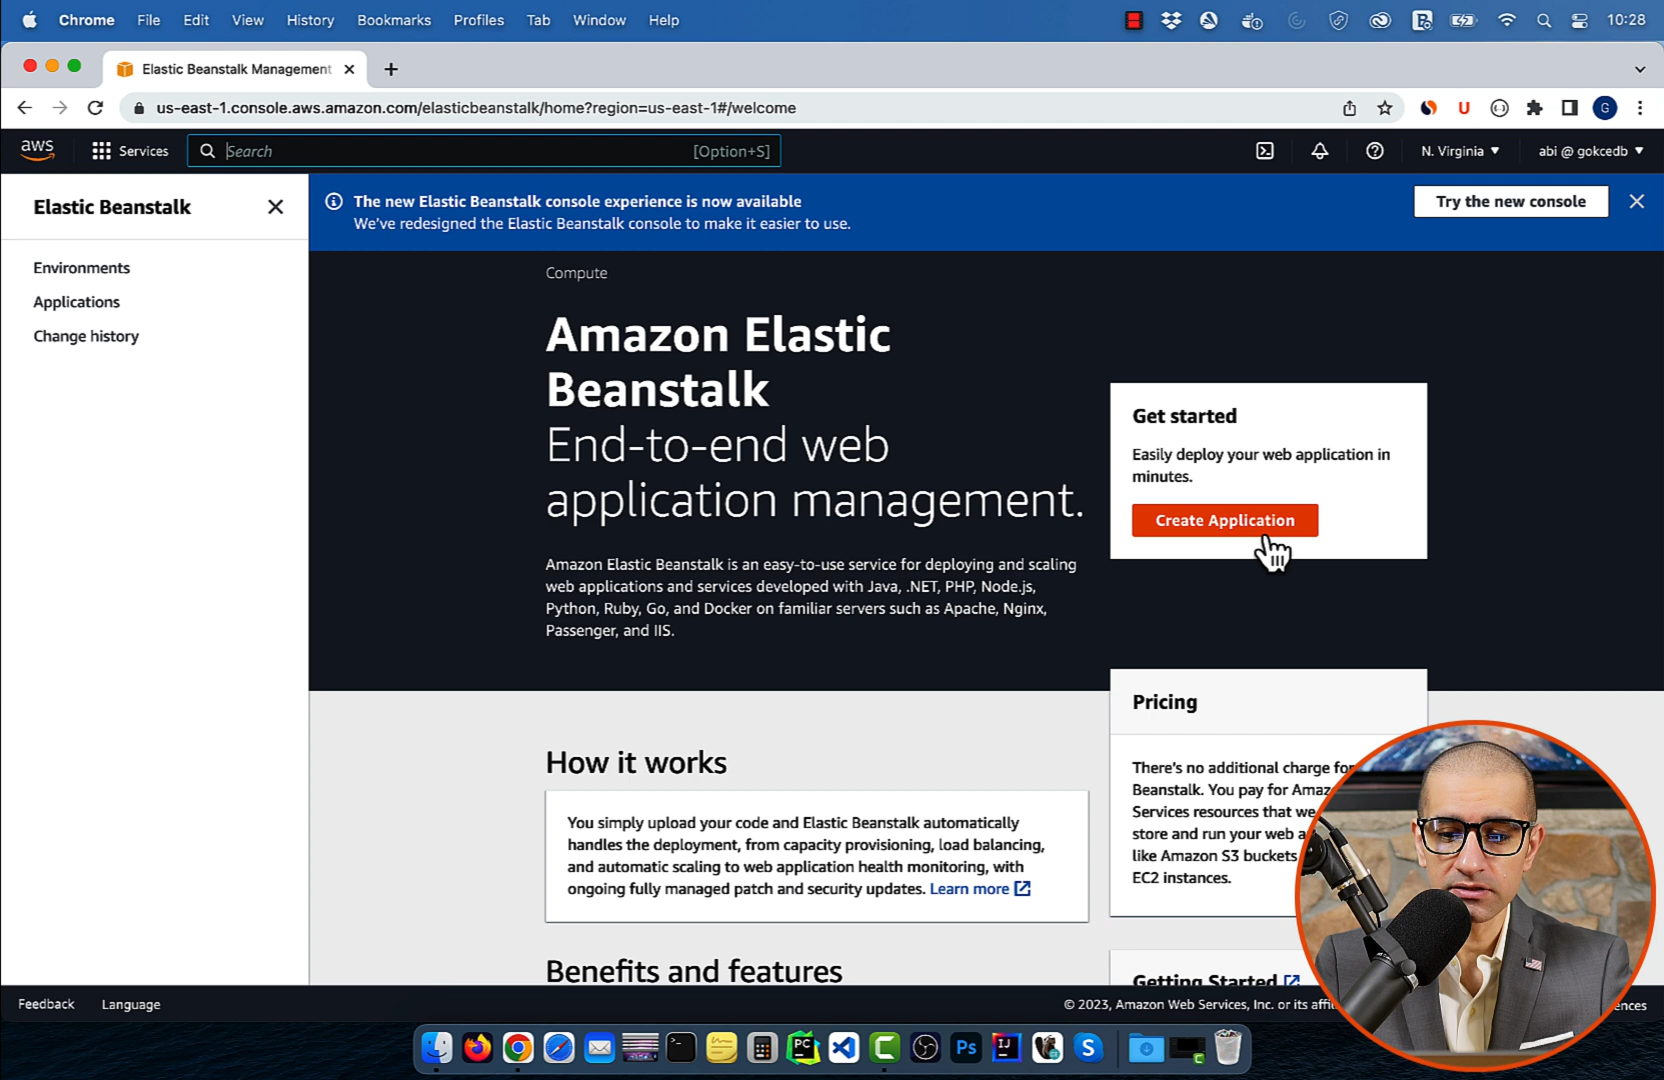 Chrome File Edit View History Bookmarks Profiles Tab Window Help 10:28
Elastic Beanstalk Management
us-east-1.console.aws.amazon.com/elasticbeanstalk/home?region=us-east-1#/welcome G
aws Services Search [Option+S] N. Virginia abi @ gokcedb
Elastic Beanstalk
Environments
Applications
Change history
The new Elastic Beanstalk console experience is now available
We've redesigned the Elastic Beanstalk console to make it easier to use.
Try the new console
Compute
Amazon Elastic
Beanstalk
End-to-end web
application management.
Amazon Elastic Beanstalk is an easy-to-use service for deploying and scaling
web applications and services developed with Java, .NET, PHP, Node.js,
Python, Ruby, Go, and Docker on familiar servers such as Apache, Nginx,
Passenger, and IIS.
Get started
Easily deploy your web application in
minutes.
Create Application
How it works
You simply upload your code and Elastic Beanstalk automatically
handles the deployment, from capacity provisioning, load balancing,
and automatic scaling to web application health monitoring, with
ongoing fully managed patch and security updates. Learn more
Benefits and features
Pricing
There's no additional charge for
Beanstalk. You pay for Amaz
Services resources that we
store and run your web a
like Amazon S3 buckets
EC2 instances.
Getting Started
Feedback Language © 2023, Amazon Web Services, Inc. or its affi ences
PC Ps IJ S